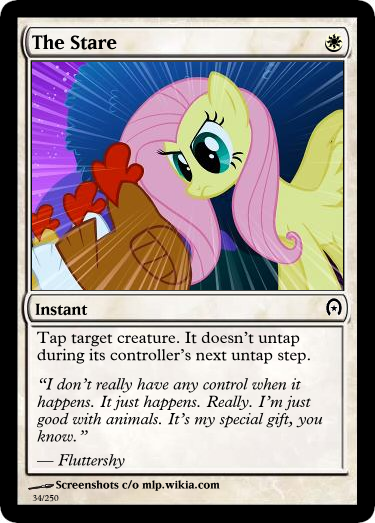 The Stare
Instant
Tap target creature. It doesn't untap
during its controller's next untap step.
"I don't really have any control when it
happens. It just happens. Really. I'm just
good with animals. It's my special gift, you
know."
— Fluttershy
Screenshots c/o mlp.wikia.com
34/250